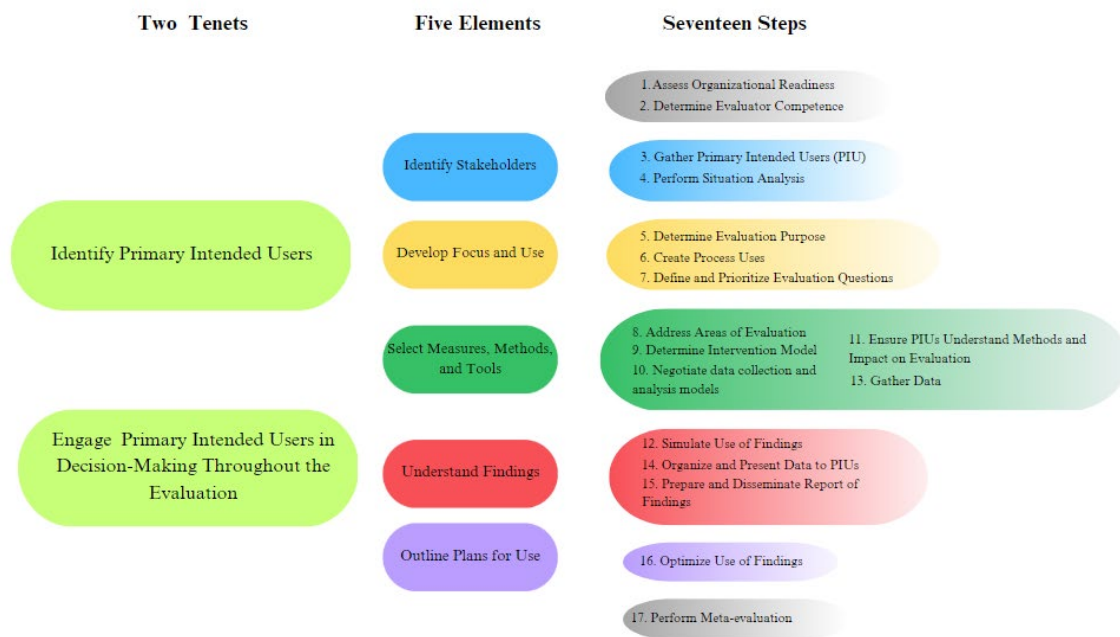 Two Tenets
Five Elements
Seventeen Steps
1. Assess Organizational Readiness
2. Determine Evaluator Competence
Identify Stakeholders
3. Gather Primary Intended Users (PIU)
4. Perform Situation Analysis
Identify Primary Intended Users
Develop Focus and Use
5. Determine Evaluation Purpose
6. Create Process Uses
7. Define and Prioritize Evaluation Questions
Select Measures, Methods,
and Tools
8. Address Areas of Evaluation
9. Determine Intervention Model
10. Negotiate data collection and
analysis models
11. Ensure PIUs Understand Methods and
Impact on Evaluation
13. Gather Data
Engage Primary Intended Users in
Decision-Making Throughout the
Evaluation
Understand Findings
12. Simulate Use of Findings
14. Organize and Present Data to PIUs
15. Prepare and Disseminate Report of
Findings
Outline Plans for Use
16. Optimize Use of Findings
17. Perform Meta-evaluation